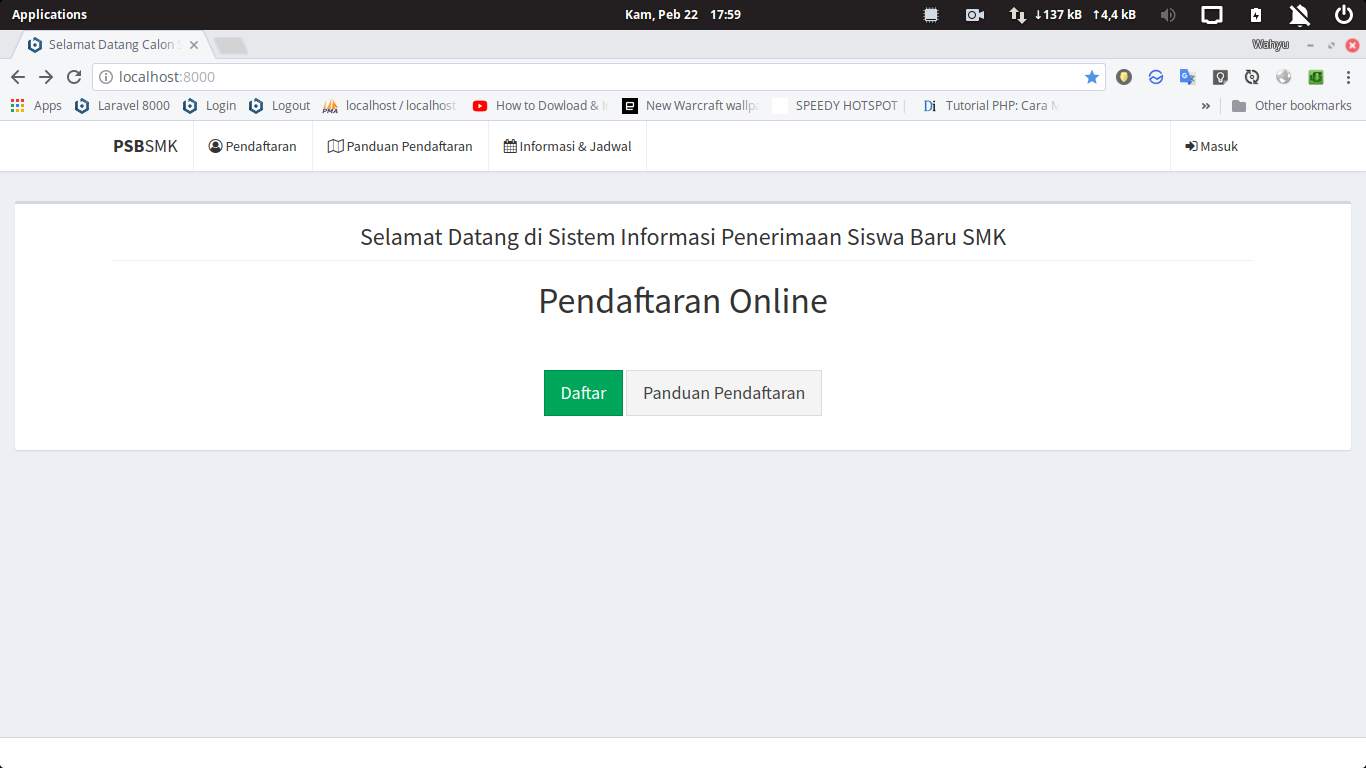 Applications Kam, Peb 22 17:59 ↓137 kB ↑4,4 kB
Selamat Datang Calon Wahyu
localhost:8000
Apps Laravel 8000 Login Logout localhost / localhost How to Dowload & New Warcraft SPEEDY HOTSPOT | Tutorial PHP: Cara » Other bookmarks
PSBSMK Pendaftaran Panduan Pendaftaran Informasi & Jadwal Masuk
Selamat Datang di Sistem Informasi Penerimaan Siswa Baru SMK
Pendaftaran Online
Daftar Panduan Pendaftaran